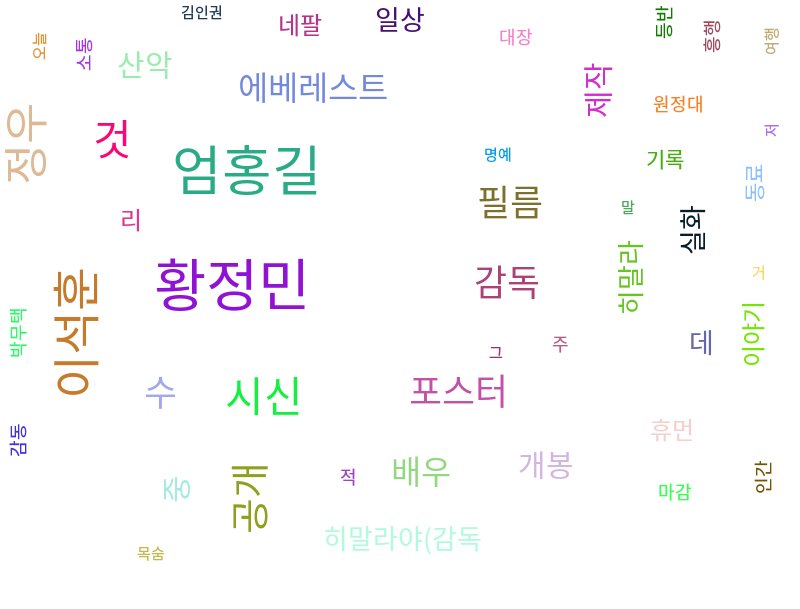 김인권
일상
네팔
대장
등반
흥행
여행
오늘
소통
산악
에베레스트
제작
원정대
저
정우
것
엄홍길
명예
기록
동료
필름
말
실화
리
황정민
감독
히말라
거
이석훈
박무택
그
주
데
이야기
수
시신
포스터
휴먼
감동
중
공개
적
배우
개봉
마감
인간
히말라야(감독
목숨